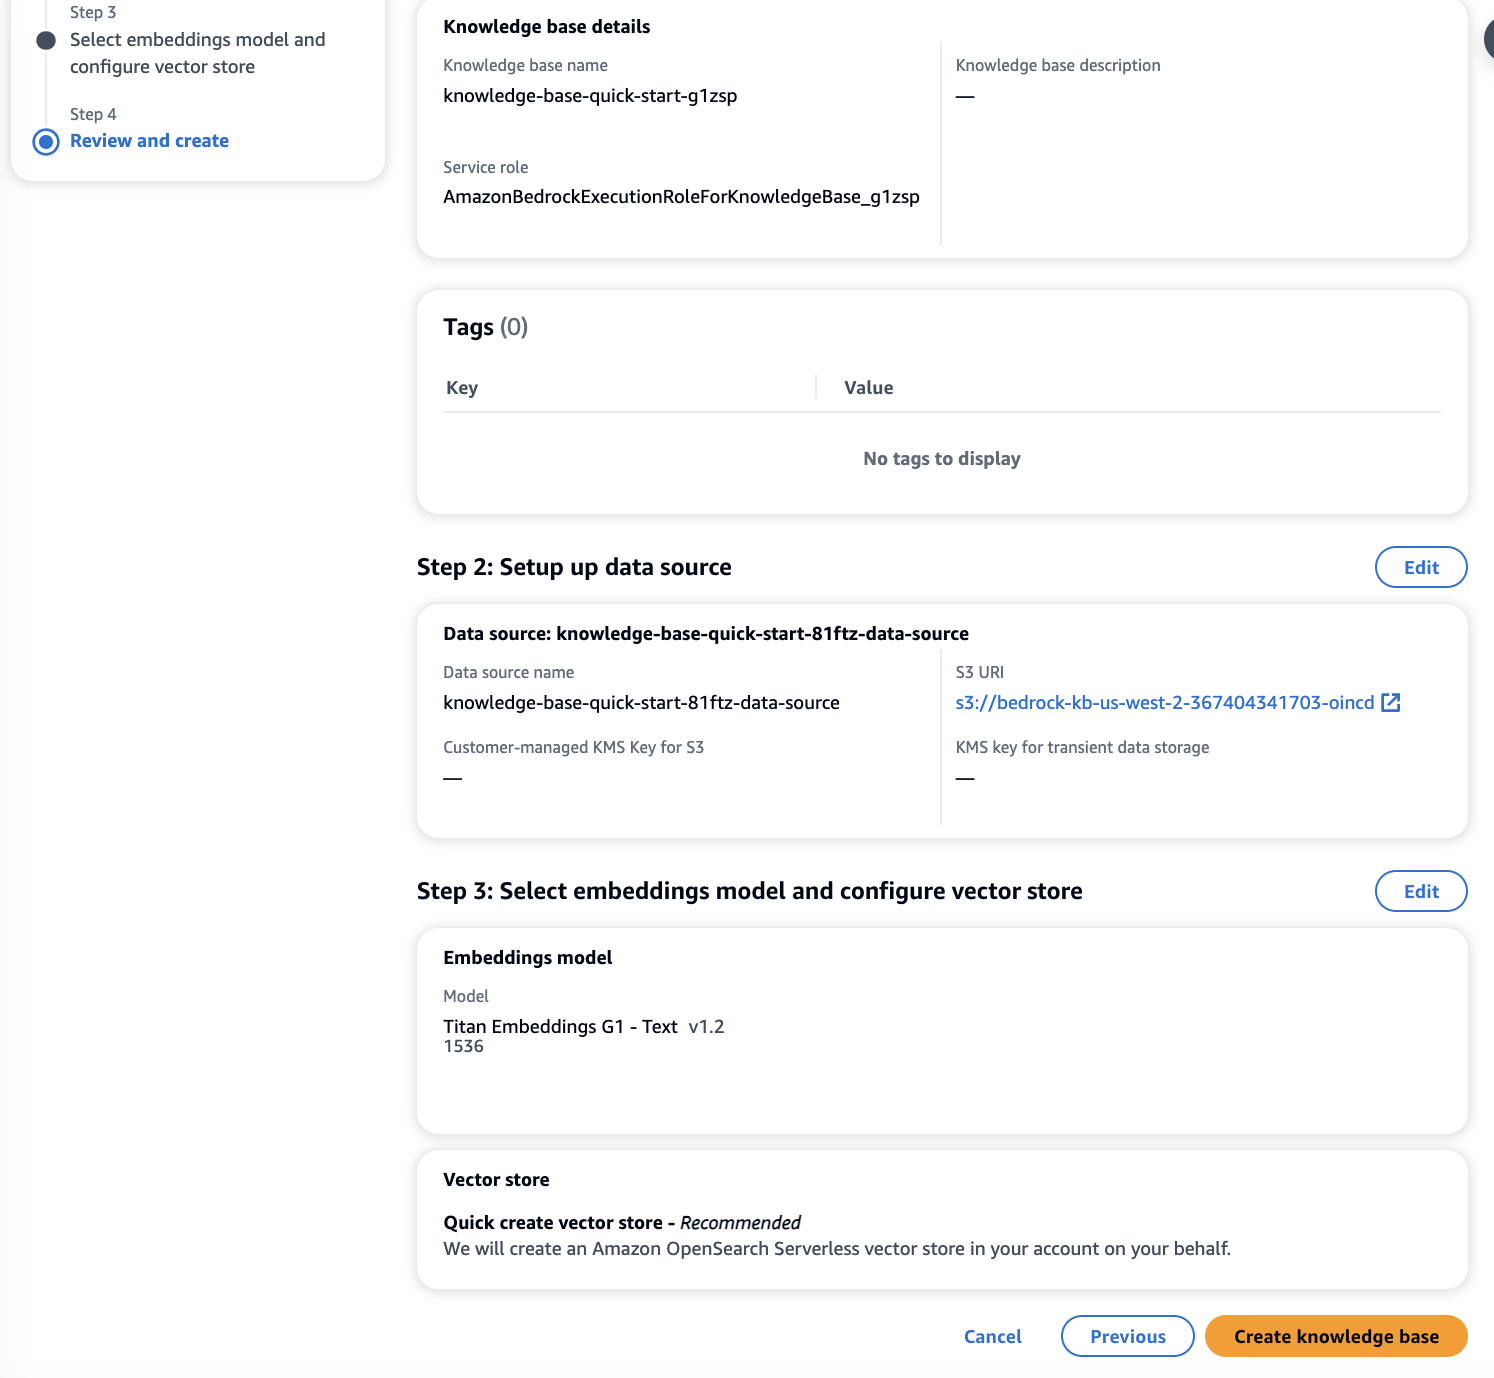 Step 3
Select embeddings model and
configure vector store
Step 4
Review and create
Knowledge base details
Knowledge base name
knowledge-base-quick-start-g1zsp
Knowledge base description
—
Service role
AmazonBedrockExecutionRoleForKnowledgeBase_g1zsp
Tags (0)
Key
Value
No tags to display
Step 2: Setup up data source
Edit
Data source: knowledge-base-quick-start-81ftz-data-source
Data source name
knowledge-base-quick-start-81ftz-data-source
S3 URI
s3://bedrock-kb-us-west-2-367404341703-oincd
Customer-managed KMS Key for S3
—
KMS key for transient data storage
—
Step 3: Select embeddings model and configure vector store
Edit
Embeddings model
Model
Titan Embeddings G1 - Text v1.2
1536
Vector store
Quick create vector store - Recommended
We will create an Amazon OpenSearch Serverless vector store in your account on your behalf.
Cancel
Previous
Create knowledge base